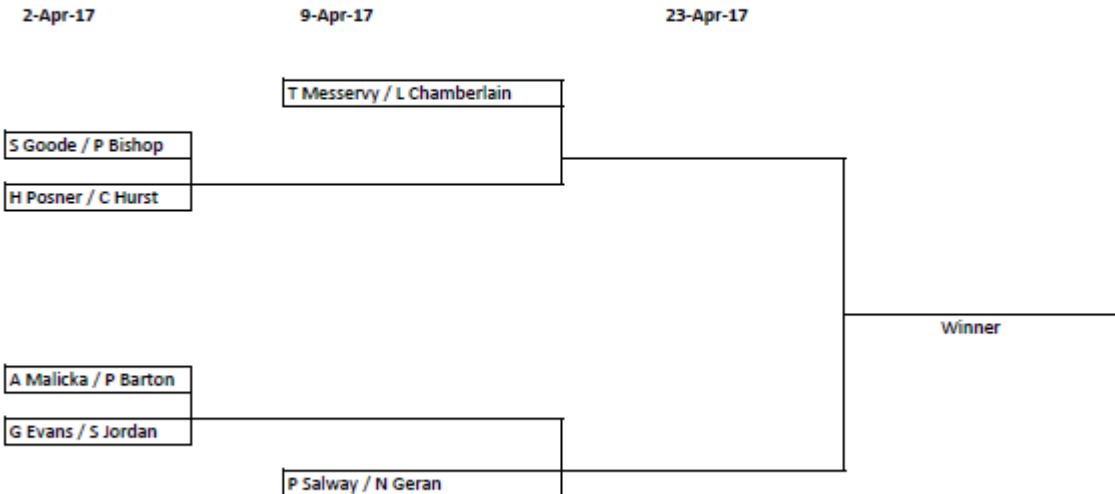 2-Apr-17 9-Apr-17 23-Apr-17
T Messervy / L Chamberlain
S Goode / P Bishop
H Posner / C Hurst
Winner
A Malicka / P Barton
G Evans / S Jordan
P Salway / N Geran